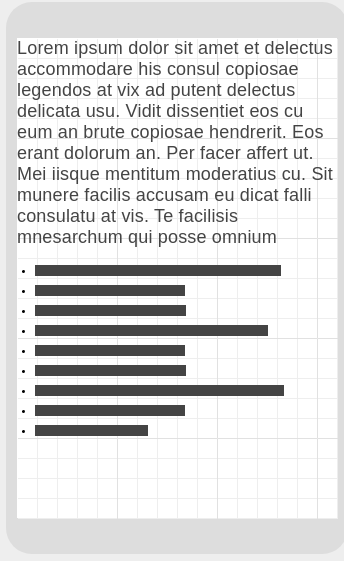 Lorem ipsum dolor sit amet et delectus
accommodare his consul copiosae
legendos at vix ad putent delectus
delicata usu. Vidit dissentiet eos cu
eum an brute copiosae hendrerit. Eos
erant dolorum an. Per facer affert ut.
Mei iisque mentitum moderatius cu. Sit
munere facilis accusam eu dicat falli
consulatu at vis. Te facilisis
mnesarchum qui posse omnium